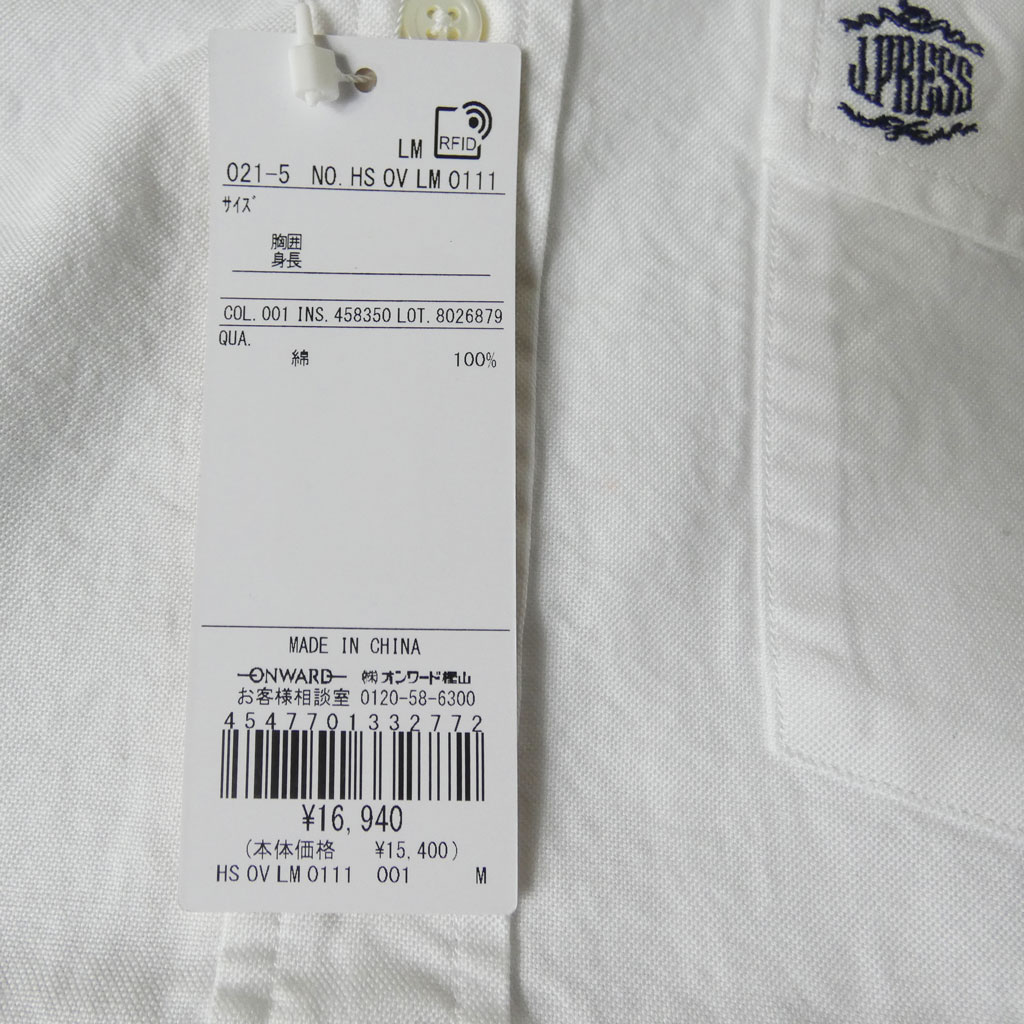 J.PRESS
RFID
LM
021-5 NO. HS OV LM 0111
サイズ
胸囲
身長
COL. 001 INS. 458350 LOT. 8026879
QUA.
綿 100%
MADE IN CHINA
ONWARD ㈱オンワード樫山
お客様相談室 0120-58-6300
4547701332772
¥16,940
(本体価格 ¥15,400)
HS OV LM 0111 001 M